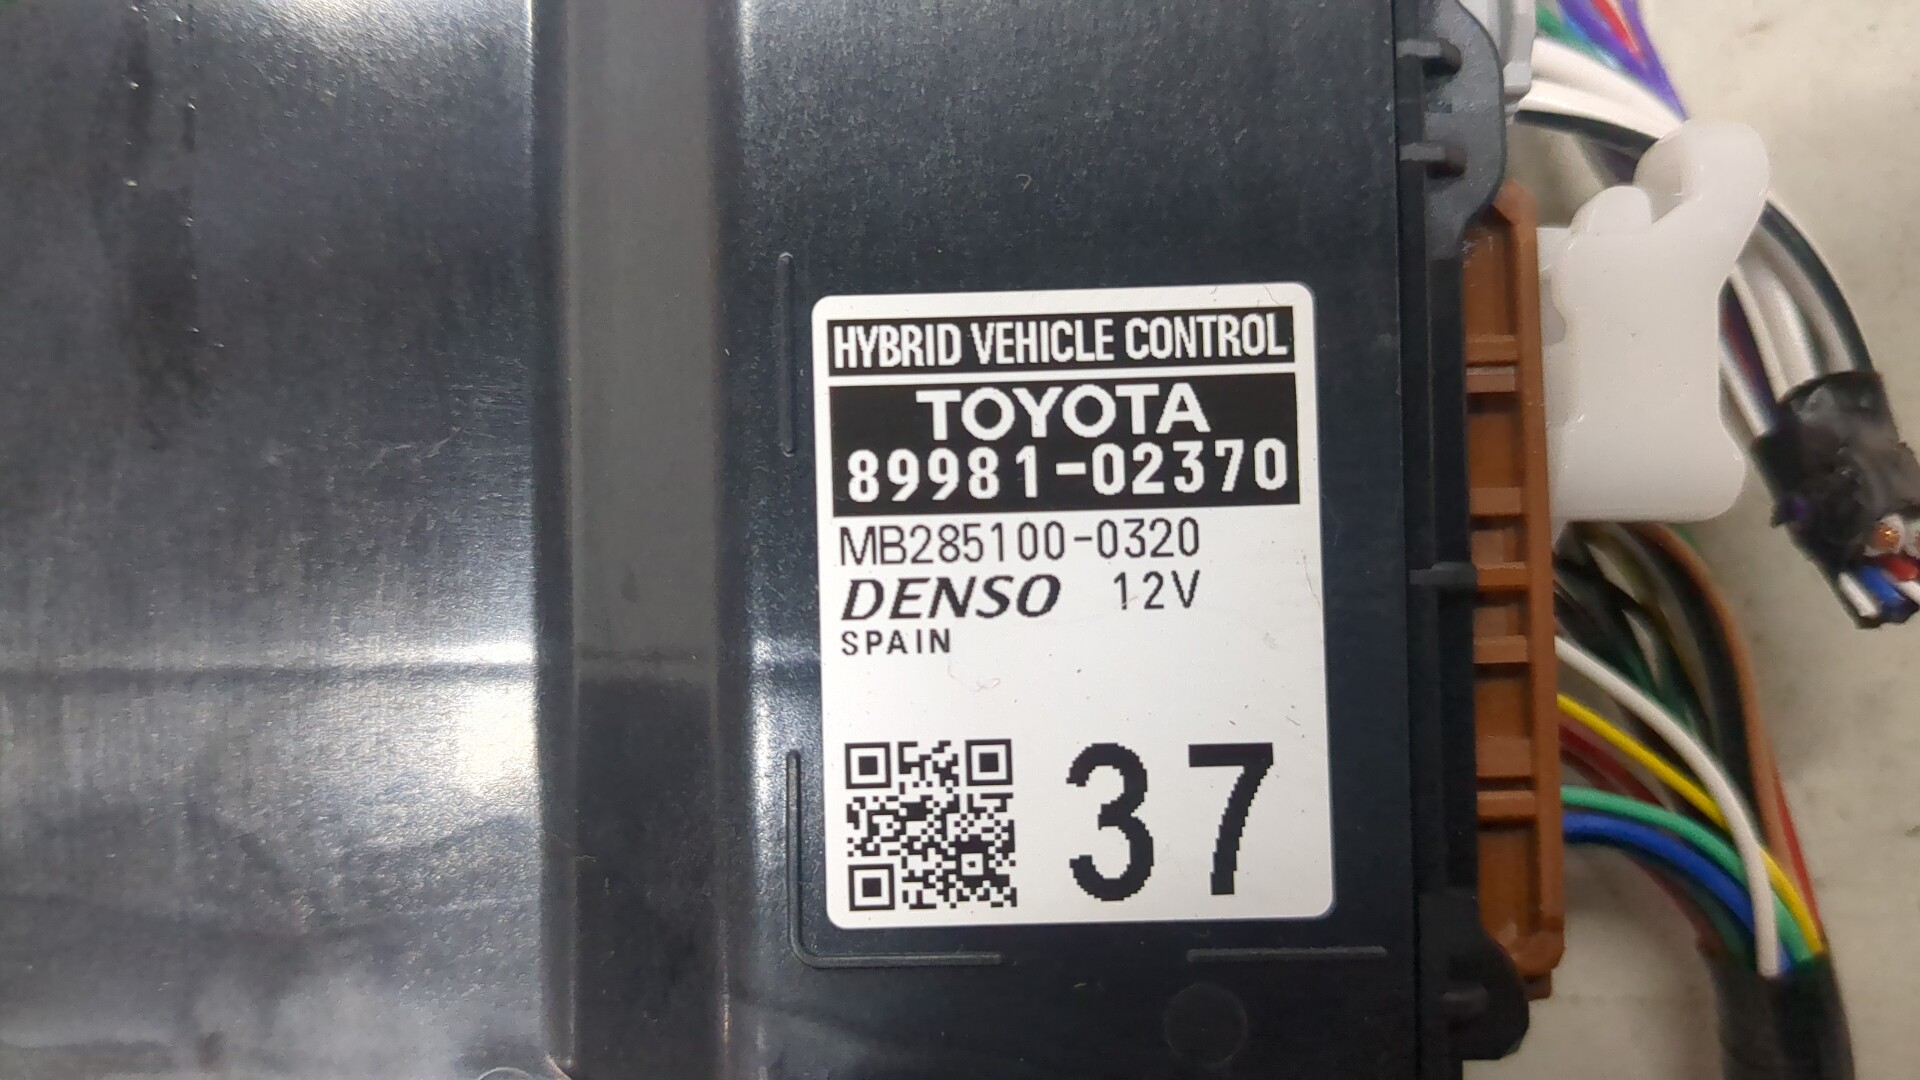 HYBRID VEHICLE CONTROL
TOYOTA
89981-02370
MB285100-0320
DENSO 12V
SPAIN
37